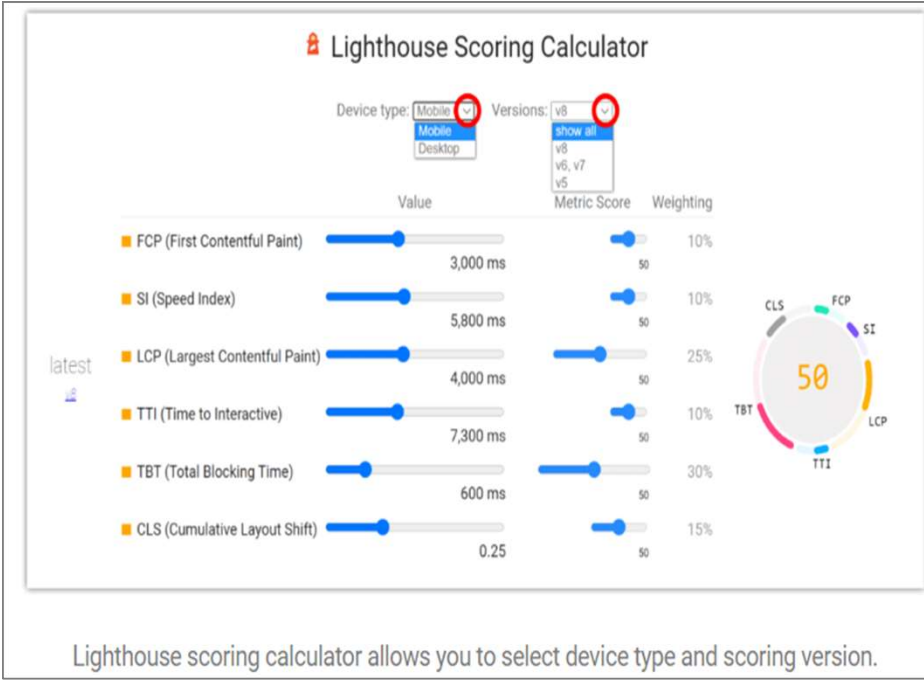 Lighthouse Scoring Calculator
Device type: Mobile Versions: v8
Mobile show all
Desktop v8
v6, v7
v5
Value Metric Score Weighting
FCP (First Contentful Paint) 10%
3,000 ms 50
SI (Speed Index) 10%
5,800 ms 50
latest
v8
LCP (Largest Contentful Paint) 25%
4,000 ms 50
TTI (Time to Interactive) 10%
7,300 ms 50
TBT (Total Blocking Time) 30%
600 ms 50
CLS (Cumulative Layout Shift) 15%
0.25 50
CLS FCP
SI
50
TBT LCP
TTI
Lighthouse scoring calculator allows you to select device type and scoring version.